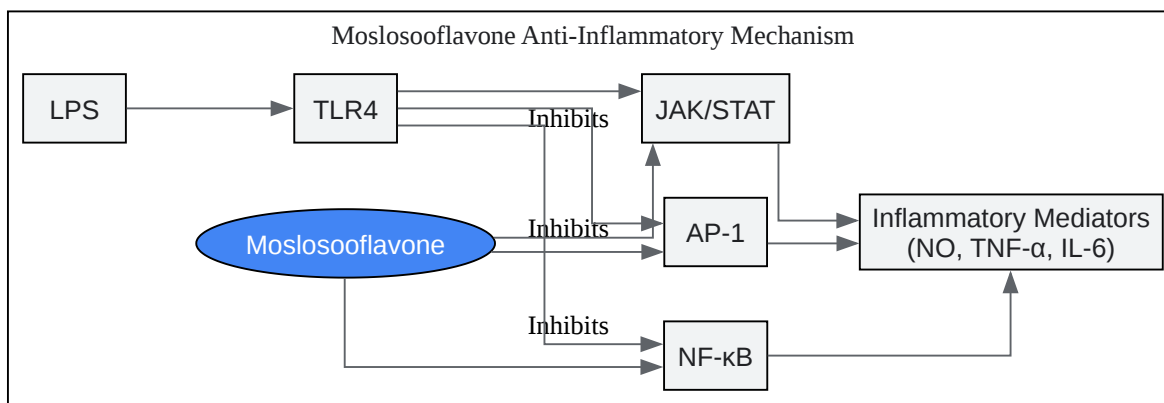 Moslosooflavone Anti-Inflammatory Mechanism
LPS
TLR4
JAK/STAT
Inhibits
AP-1
Inflammatory Mediators
(NO, TNF-α, IL-6)
Moslosooflavone
Inhibits
Inhibits
NF-κB